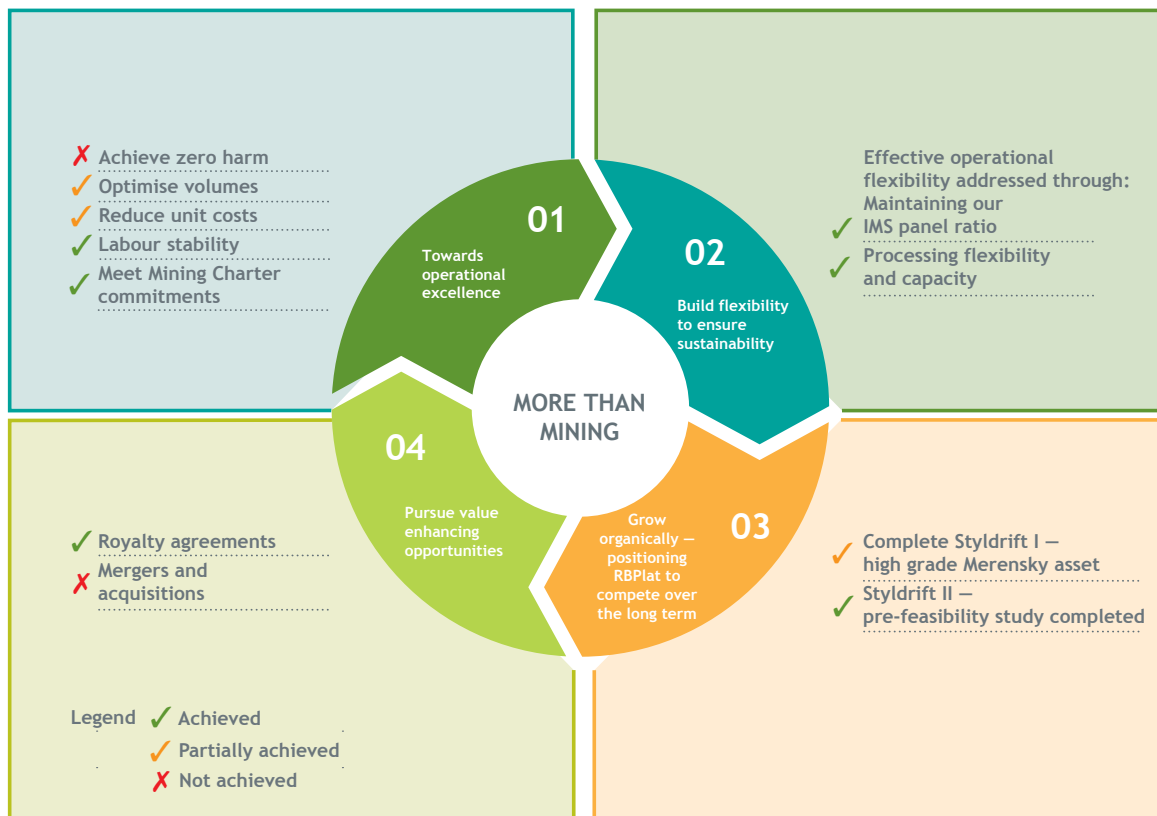 Achieve zero harm
Optimise volumes
Reduce unit costs
Labour stability
Meet Mining Charter
commitments
01
Towards
operational
excellence
02
Build flexibility
to ensure
sustainability
Effective operational
flexibility addressed through:
Maintaining our
IMS panel ratio
Processing flexibility
and capacity
MORE THAN
MINING
04
Pursue value
enhancing
opportunities
Royalty agreements
Mergers and
acquisitions
03
Grow
organically —
positioning
RBPlat to
compete over
the long term
Complete Styldrift I —
high grade Merensky asset
Styldrift II —
pre-feasibility study completed
Legend
Achieved
Partially achieved
Not achieved